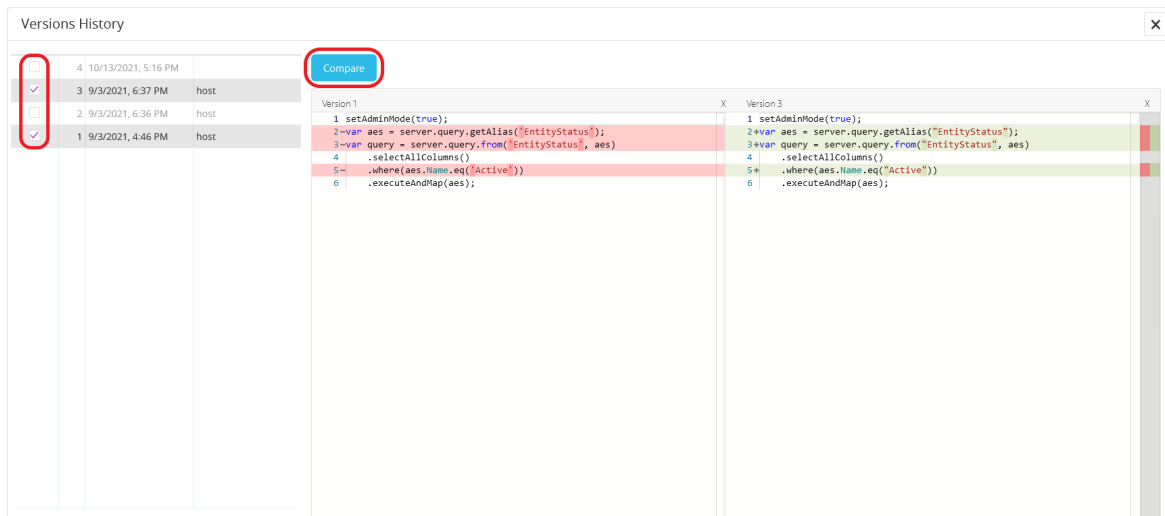 Versions History
X
4 10/13/2021, 5:16 PM
3 9/3/2021, 6:37 PM host
2 9/3/2021, 6:36 PM host
1 9/3/2021, 4:46 PM host
Compare
Version 1 X
1 setAdminMode(true);
2-var aes = server.query.getAlias('EntityStatus');
3-var query = server.query.from('EntityStatus', aes)
4 .selectAllColumns()
5- .where(aes.Name.eq('Active'))
6 .executeAndMap(aes);
Version 3 X
1 setAdminMode(true);
2+var aes = server.query.getAlias("EntityStatus");
3+var query = server.query.from("EntityStatus", aes)
4 .selectAllColumns()
5+ .where(aes.Name.eq("Active"))
6 .executeAndMap(aes);